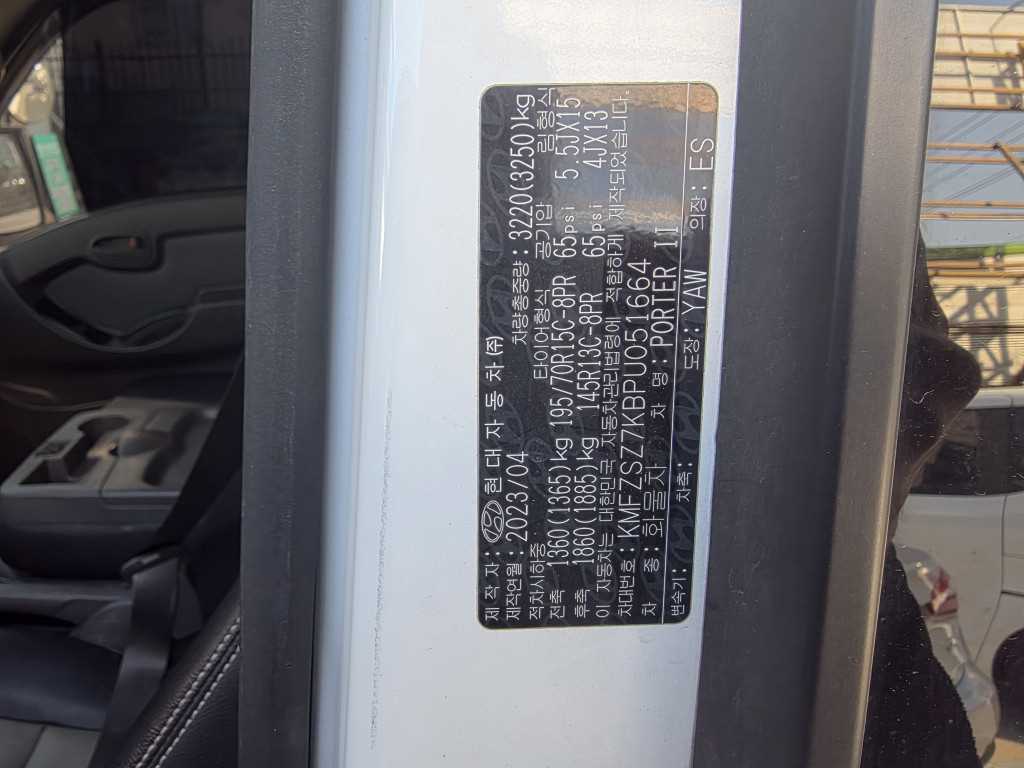 제 작 자 : 현 대 자 동 차 (주)
제작연월 : 2023/04 차량총중량 : 3220(3250)kg
적차시하중 타이어형식 공기압 림형식
전축 1360(1365)kg 195/70R15C-8PR 65psi 5.5JX15
후축 1860(1885)kg 145R13C-8PR 65psi 4JX13
이 자동차는 대한민국 자동차관리법령에 적합하게 제작되었습니다.
차대번호 : KMFZSZ7KBPU051664
차 종 : 화물차 차 명 : PORTER II
변속기 : 차축 : 도장 : YAW 의장 : ES